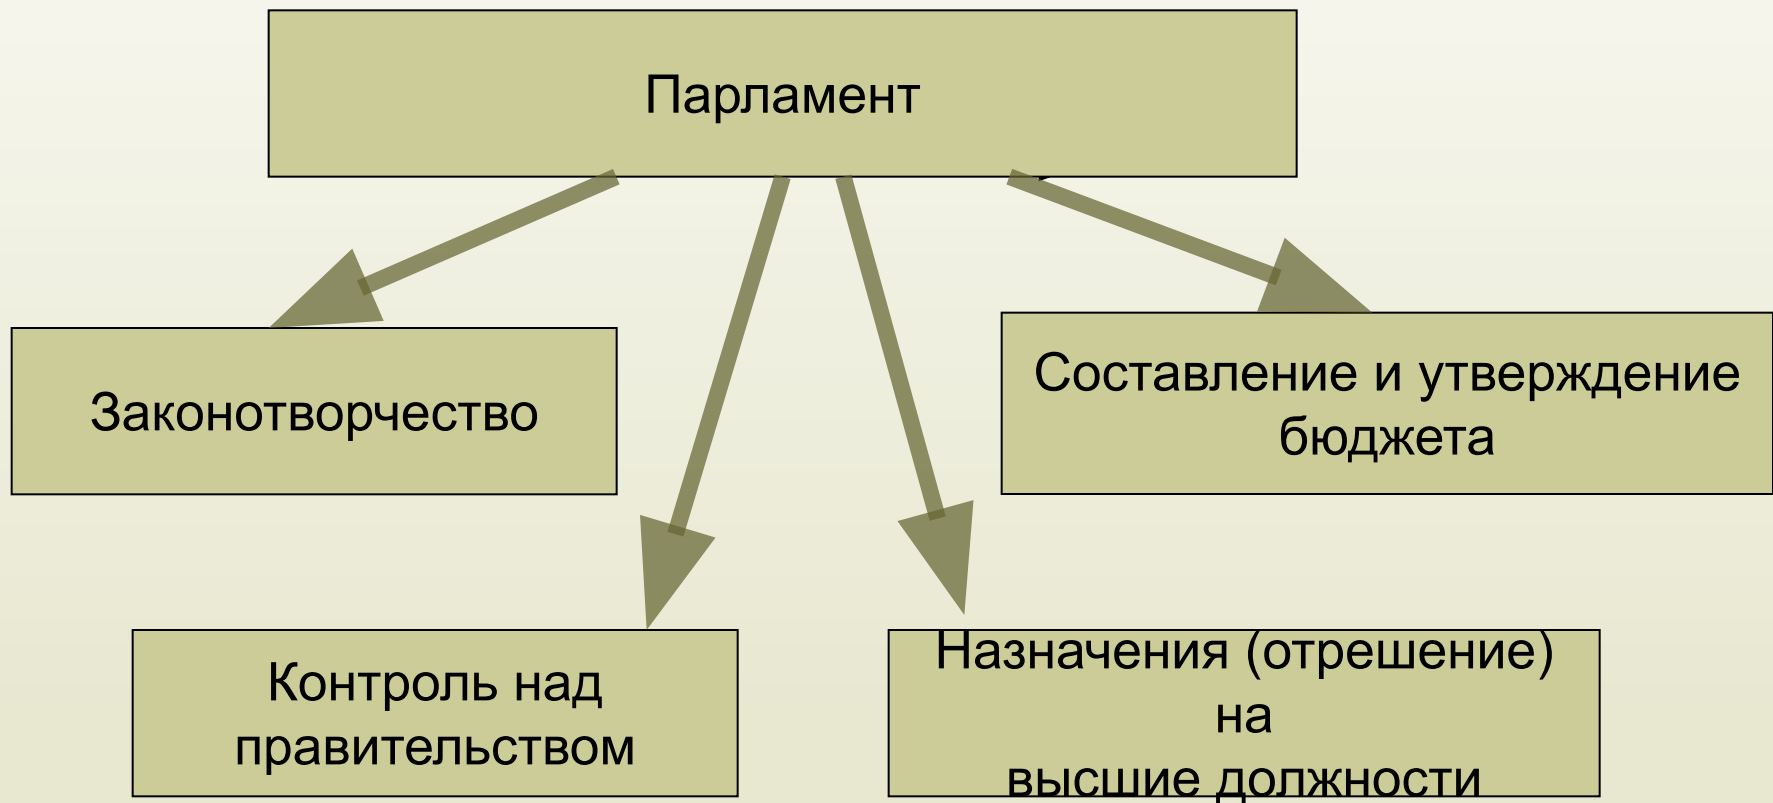 Парламент
Законотворчество
Составление и утверждение
бюджета
Контроль над
правительством
Назначения (отрешение)
на
высшие должности